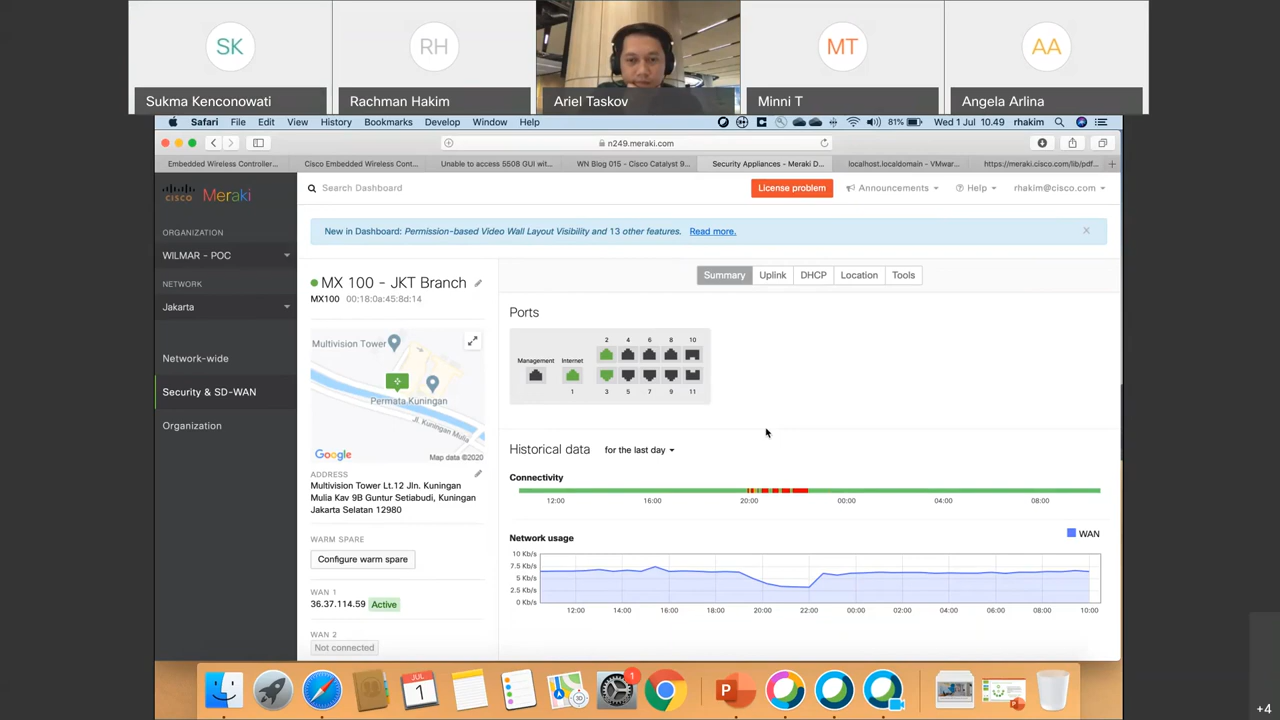 SK
RH
MT
AA
Sukma Kenconowati
Rachman Hakim
Ariel Taskov
Minni T
Angela Arlina
Safari File Edit View History Bookmarks Develop Window Help
81% Wed 1 Jul 10.49 rhakim
n249.meraki.com
Embedded Wireless Controller...
Cisco Embedded Wireless Cont...
Unable to access 5508 GUI wit...
WN Blog 015 - Cisco Catalyst 9...
Security Appliances - Meraki D...
localhost.localdomain - VMwar...
https://meraki.cisco.com/lib/pdf...
CISCO Meraki
Search Dashboard
License problem
Announcements
Help
rhakim@cisco.com
ORGANIZATION
WILMAR - POC
NETWORK
Jakarta
Network-wide
Security & SD-WAN
Organization
New in Dashboard: Permission-based Video Wall Layout Visibility and 13 other features. Read more.
MX 100 - JKT Branch
MX100 00:18:0a:45:8d:14
Multivision Tower
Permata Kuningan
Jl. Kuningan Mulia
Google
Map data ©2020
ADDRESS
Multivision Tower Lt.12 Jln. Kuningan
Mulia Kav 9B Guntur Setiabudi, Kuningan
Jakarta Selatan 12980
WARM SPARE
Configure warm spare
WAN 1
36.37.114.59 Active
WAN 2
Not connected
Summary Uplink DHCP Location Tools
Ports
2 4 6 8 10
Management Internet
1 3 5 7 9 11
Historical data for the last day
Connectivity
12:00 16:00 20:00 00:00 04:00 08:00
Network usage
WAN
10 Kb/s
7.5 Kb/s
5 Kb/s
2.5 Kb/s
0 Kb/s
12:00 14:00 16:00 18:00 20:00 22:00 00:00 02:00 04:00 06:00 08:00 10:00
JUL
1
3D
1
+4